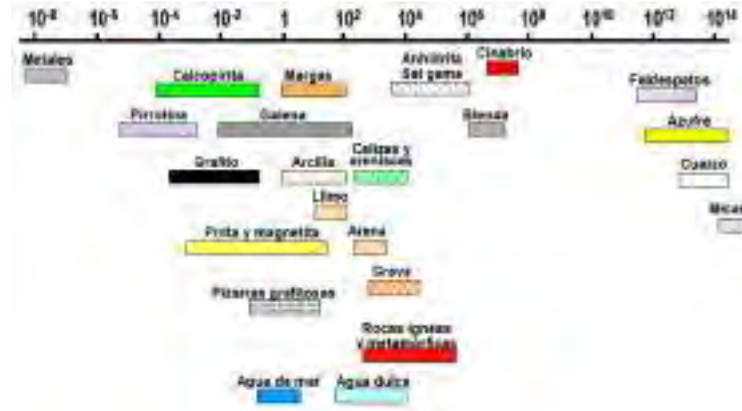 10⁻⁸ 10⁻⁶ 10⁻⁴ 10⁻² 1 10² 10⁴ 10⁶ 10⁸ 10¹⁰ 10¹² 10¹⁴
Metales
Calcopirita
Margas
Anhidrita
Sal gema
Cinabrio
Feldespatos
Pirrotina
Galena
Blenda
Azufre
Grafito
Arcilla
Calizas y
areniscas
Cuarzo
Limo
Micas
Pirita y magnetita
Arena
Grava
Pizarras grafitosas
Rocas ígneas
y metamórficas
Agua de mar
Agua dulce